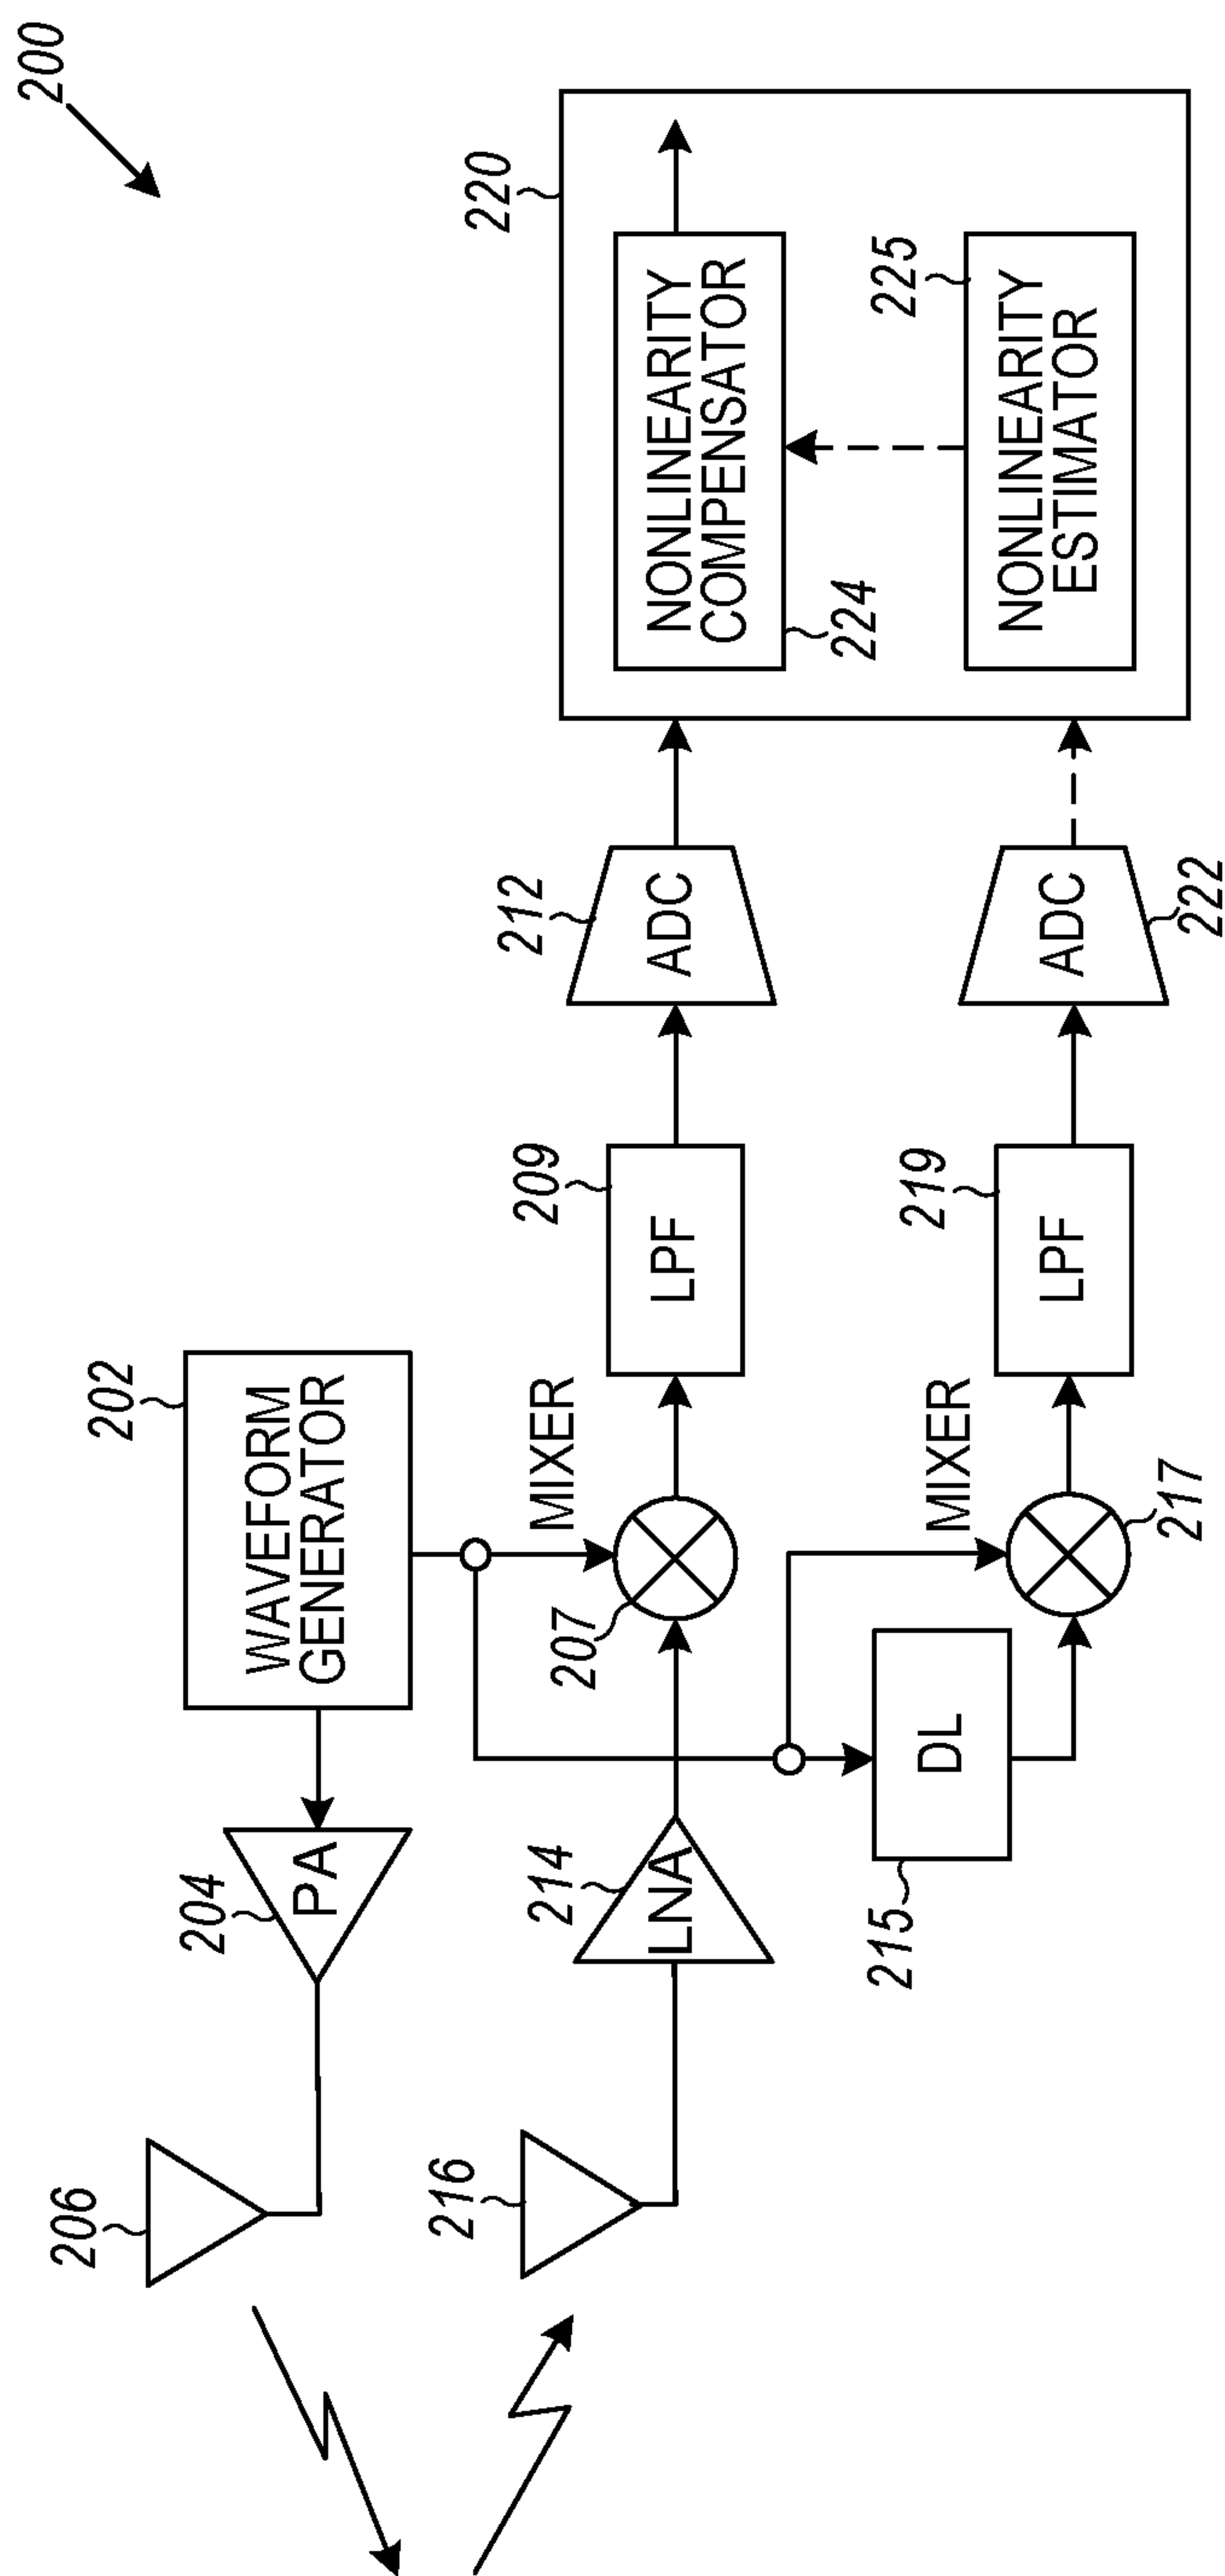 200
202
WAVEFORM
GENERATOR
206
204
PA
220
216
214
LNA
207
MIXER
209
LPF
212
ADC
NONLINEARITY
COMPENSATOR
224
215
DL
MIXER
217
219
LPF
ADC
222
225
NONLINEARITY
ESTIMATOR